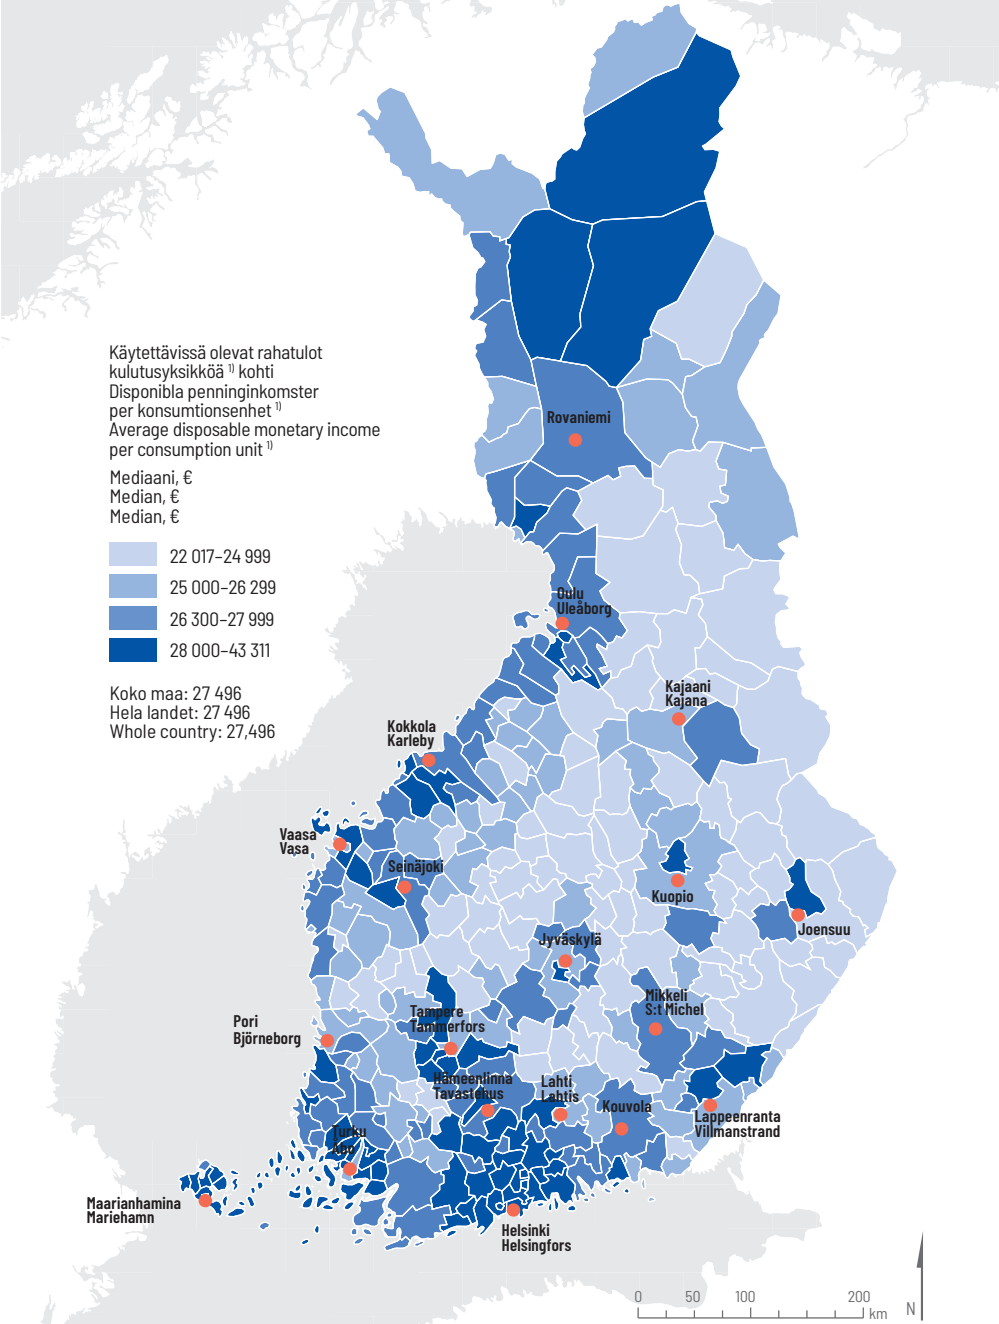 Käytettävissä olevat rahatulot
kulutusyksikköä 1) kohti
Disponibla penninginkomster
per konsumtionsenhet 1)
Average disposable monetary income
per consumption unit 1)
Mediaani, €
Median, €
Median, €
22 017–24 999
25 000–26 299
26 300–27 999
28 000–43 311
Koko maa: 27 496
Hela landet: 27 496
Whole country: 27,496
Rovaniemi
Oulu
Uleåborg
Kajaani
Kajana
Kokkola
Karleby
Vaasa
Vasa
Seinäjoki
Kuopio
Joensuu
Jyväskylä
Mikkeli
S:t Michel
Tampere
Tammerfors
Pori
Björneborg
Hämeenlinna
Tavastehus
Lahti
Lahtis
Kouvola
Lappeenranta
Villmanstrand
Turku
Åbo
Maarianhamina
Mariehamn
Helsinki
Helsingfors
0 50 100 200
km
N